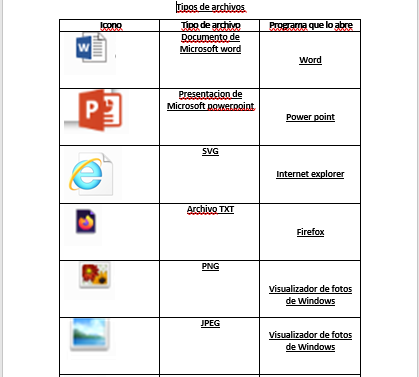 Tipos de archivos
Icono Tipo de archivo Programa que lo abre
Documento de
Microsoft word
Word
Presentacion de
Microsoft powerpoint
Power point
SVG
Internet explorer
Archivo TXT
Firefox
PNG
Visualizador de fotos
de Windows
JPEG
Visualizador de fotos
de Windows